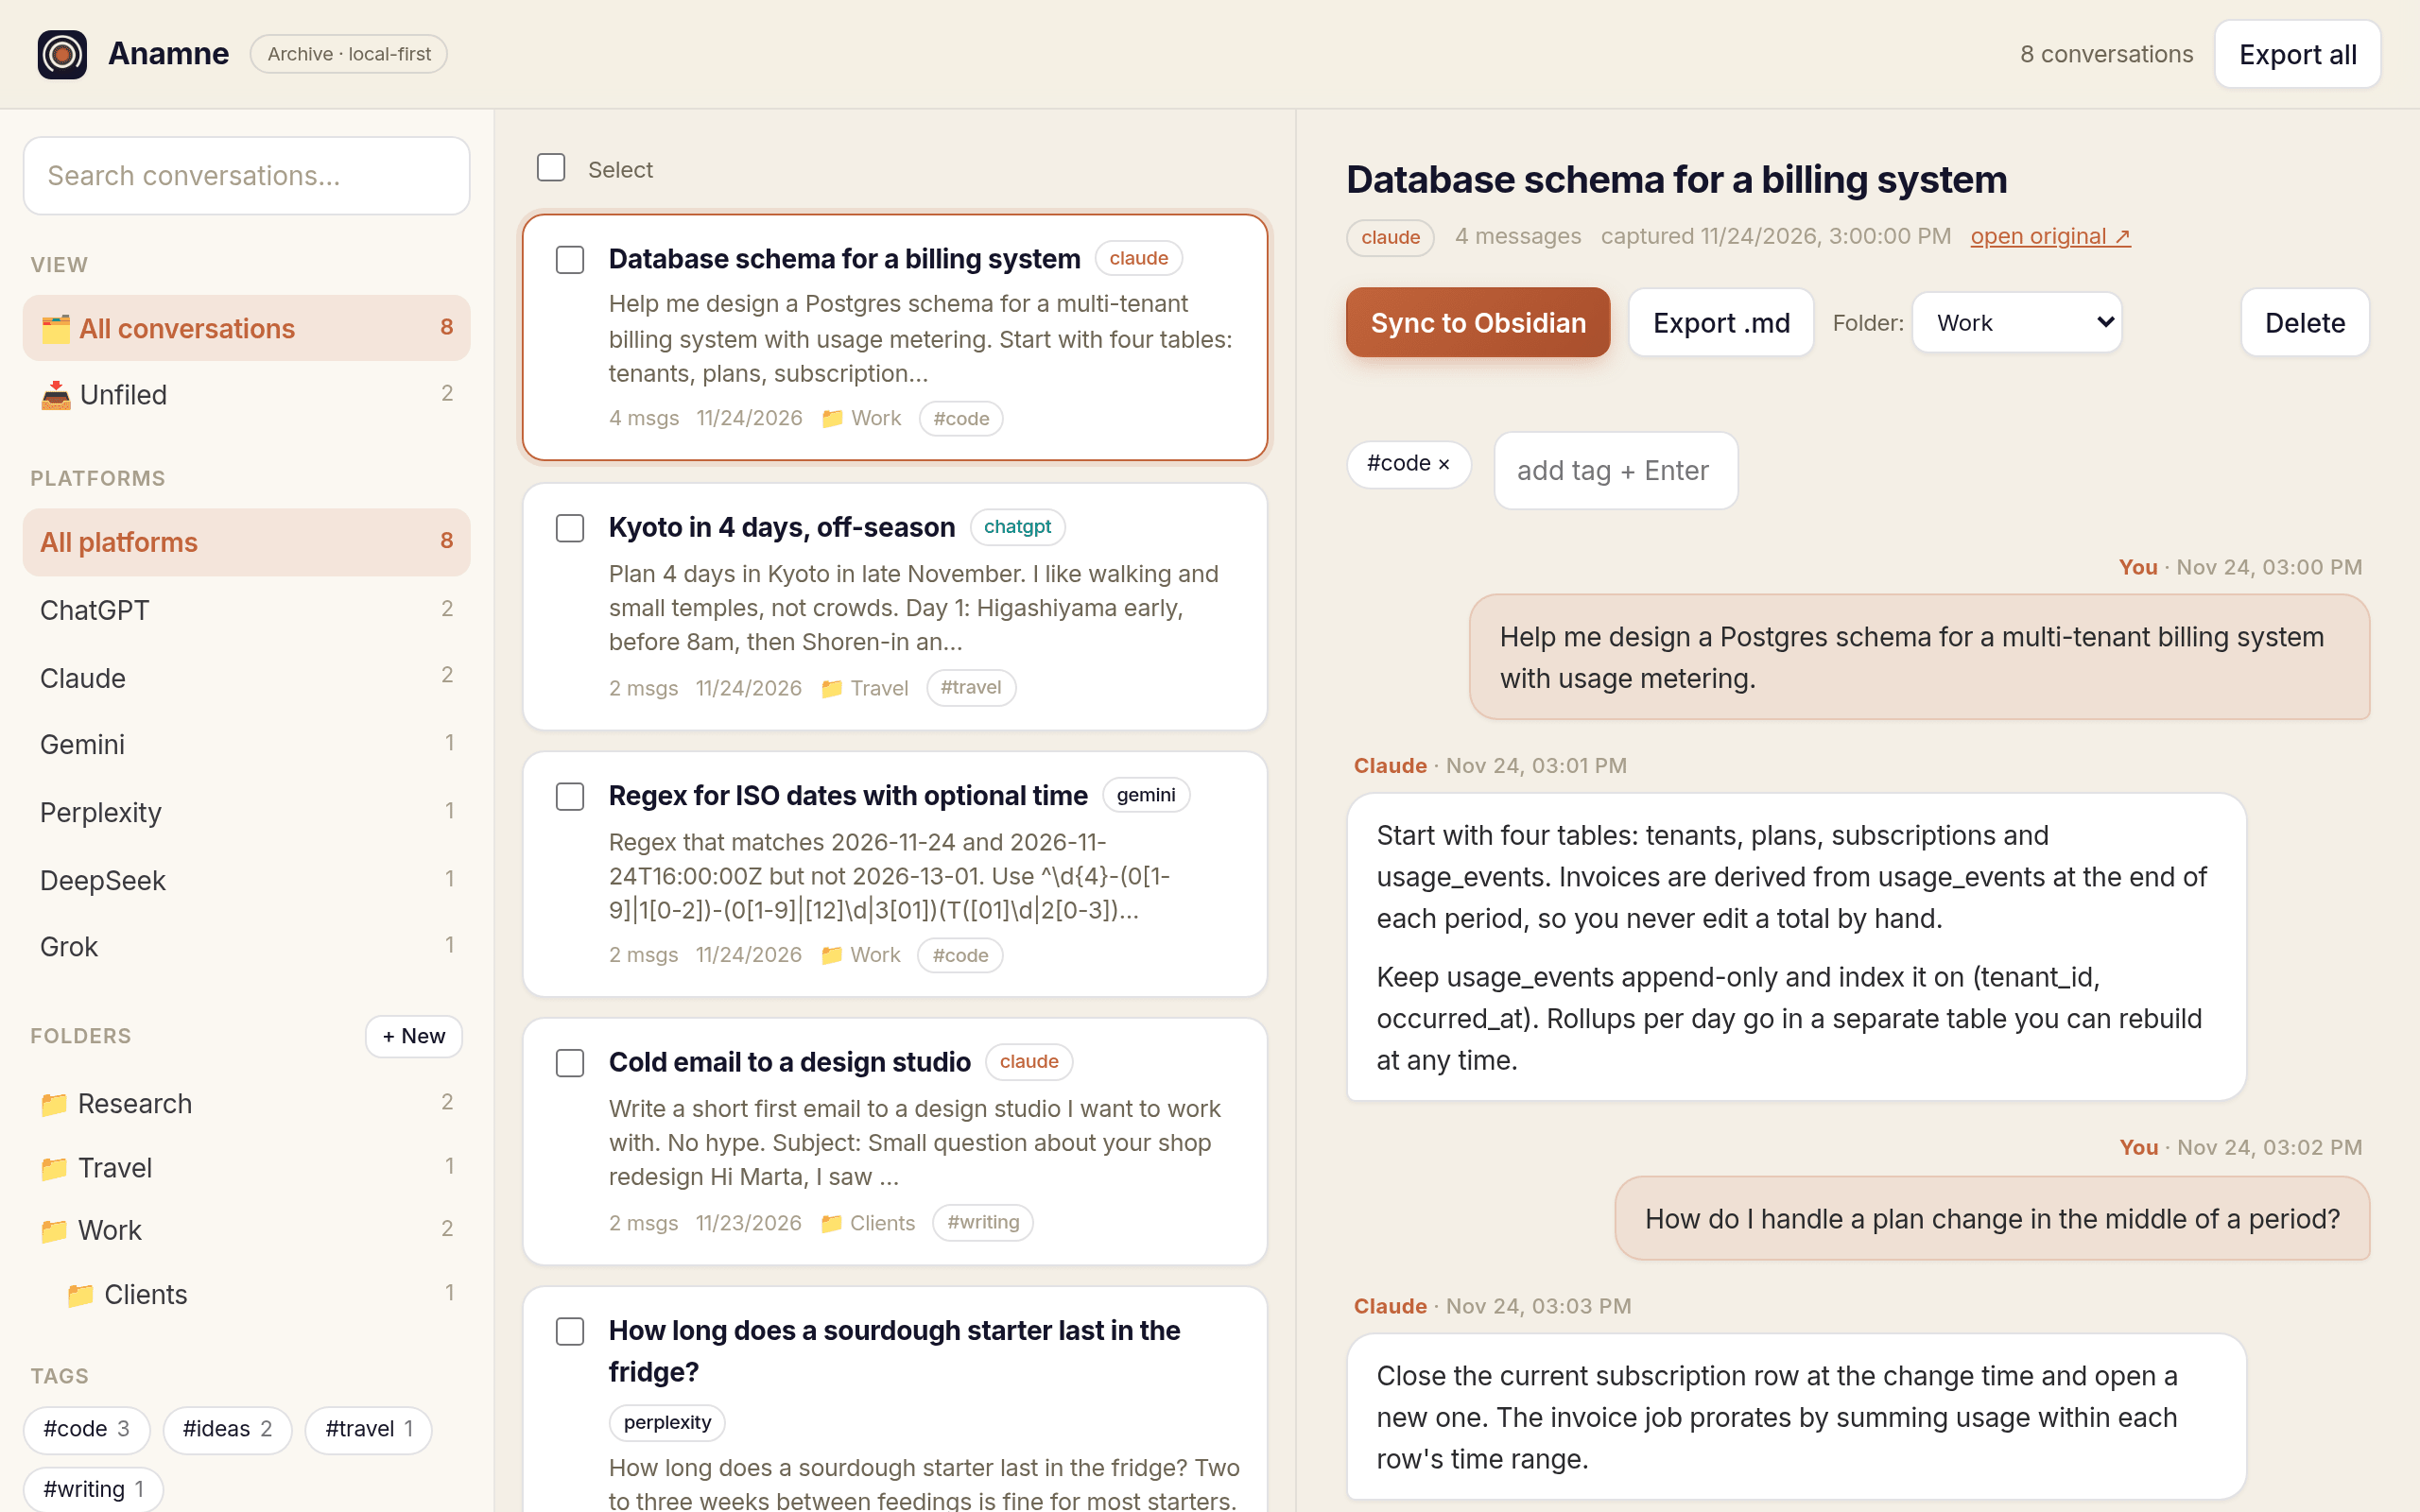 Anamne
Archive · local-first
8 conversations
Export all
Search conversations...
VIEW
🗂️ All conversations 8
📥 Unfiled 2
PLATFORMS
All platforms 8
ChatGPT 2
Claude 2
Gemini 1
Perplexity 1
DeepSeek 1
Grok 1
FOLDERS
+ New
📁 Research 2
📁 Travel 1
📁 Work 2
📁 Clients 1
TAGS
#code 3 #ideas 2 #travel 1
#writing 1
Select
Database schema for a billing system claude
Help me design a Postgres schema for a multi-tenant
billing system with usage metering. Start with four tables:
tenants, plans, subscription...
4 msgs 11/24/2026 📁 Work #code
Kyoto in 4 days, off-season chatgpt
Plan 4 days in Kyoto in late November. I like walking and
small temples, not crowds. Day 1: Higashiyama early,
before 8am, then Shoren-in an...
2 msgs 11/24/2026 📁 Travel #travel
Regex for ISO dates with optional time gemini
Regex that matches 2026-11-24 and 2026-11-
24T16:00:00Z but not 2026-13-01. Use ^\d{4}-(0[1-
9]|1[0-2])-(0[1-9]|[12]\d|3[01])(T([01]\d|2[0-3])...
2 msgs 11/24/2026 📁 Work #code
Cold email to a design studio claude
Write a short first email to a design studio I want to work
with. No hype. Subject: Small question about your shop
redesign Hi Marta, I saw ...
2 msgs 11/23/2026 📁 Clients #writing
How long does a sourdough starter last in the
fridge?
perplexity
How long does a sourdough starter last in the fridge? Two
to three weeks between feedings is fine for most starters.
Database schema for a billing system
claude 4 messages captured 11/24/2026, 3:00:00 PM open original ↗
Sync to Obsidian Export .md Folder: Work Delete
#code × add tag + Enter
You · Nov 24, 03:00 PM
Help me design a Postgres schema for a multi-tenant billing system
with usage metering.
Claude · Nov 24, 03:01 PM
Start with four tables: tenants, plans, subscriptions and
usage_events. Invoices are derived from usage_events at the end of
each period, so you never edit a total by hand.
Keep usage_events append-only and index it on (tenant_id,
occurred_at). Rollups per day go in a separate table you can rebuild
at any time.
You · Nov 24, 03:02 PM
How do I handle a plan change in the middle of a period?
Claude · Nov 24, 03:03 PM
Close the current subscription row at the change time and open a
new one. The invoice job prorates by summing usage within each
row's time range.